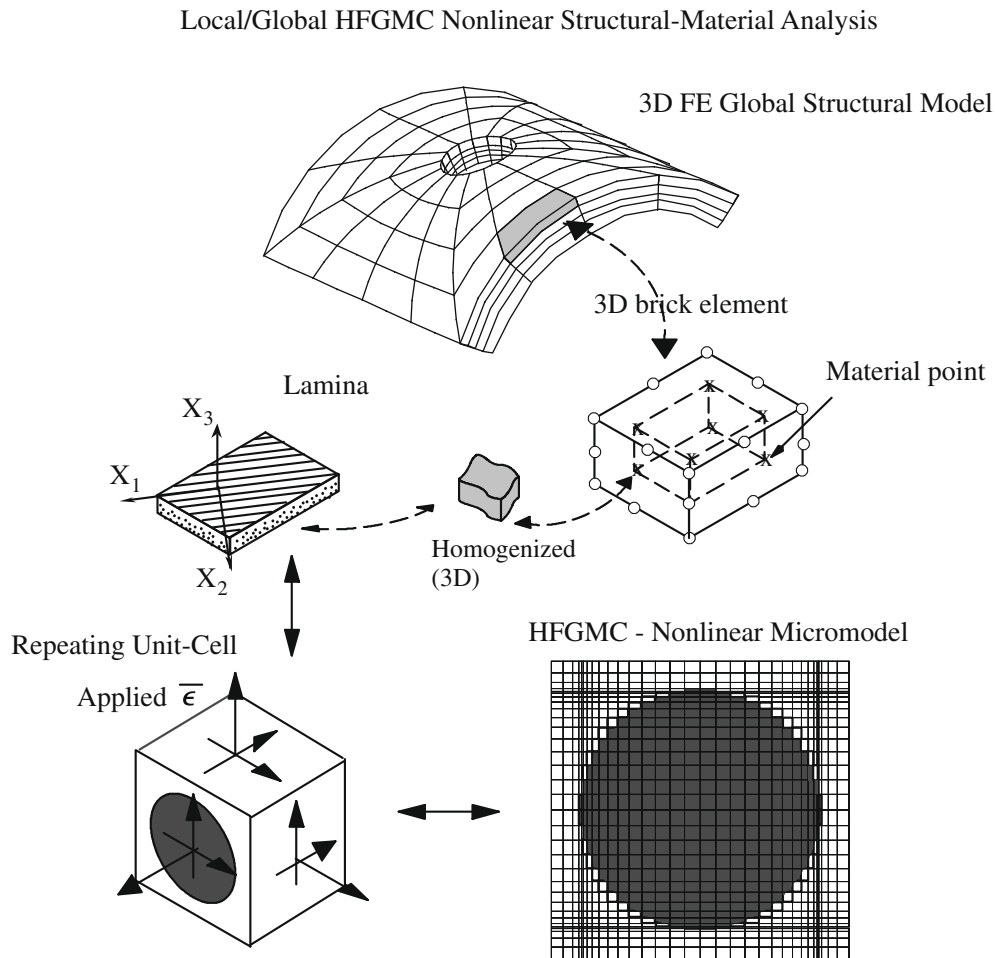 Local/Global HFGMC Nonlinear Structural-Material Analysis
3D FE Global Structural Model
3D brick element
Material point
Lamina
X3
X1
X2
x
x
x
x
x
x
x
x
Homogenized
(3D)
Repeating Unit-Cell
Applied ϵ̅
HFGMC - Nonlinear Micromodel